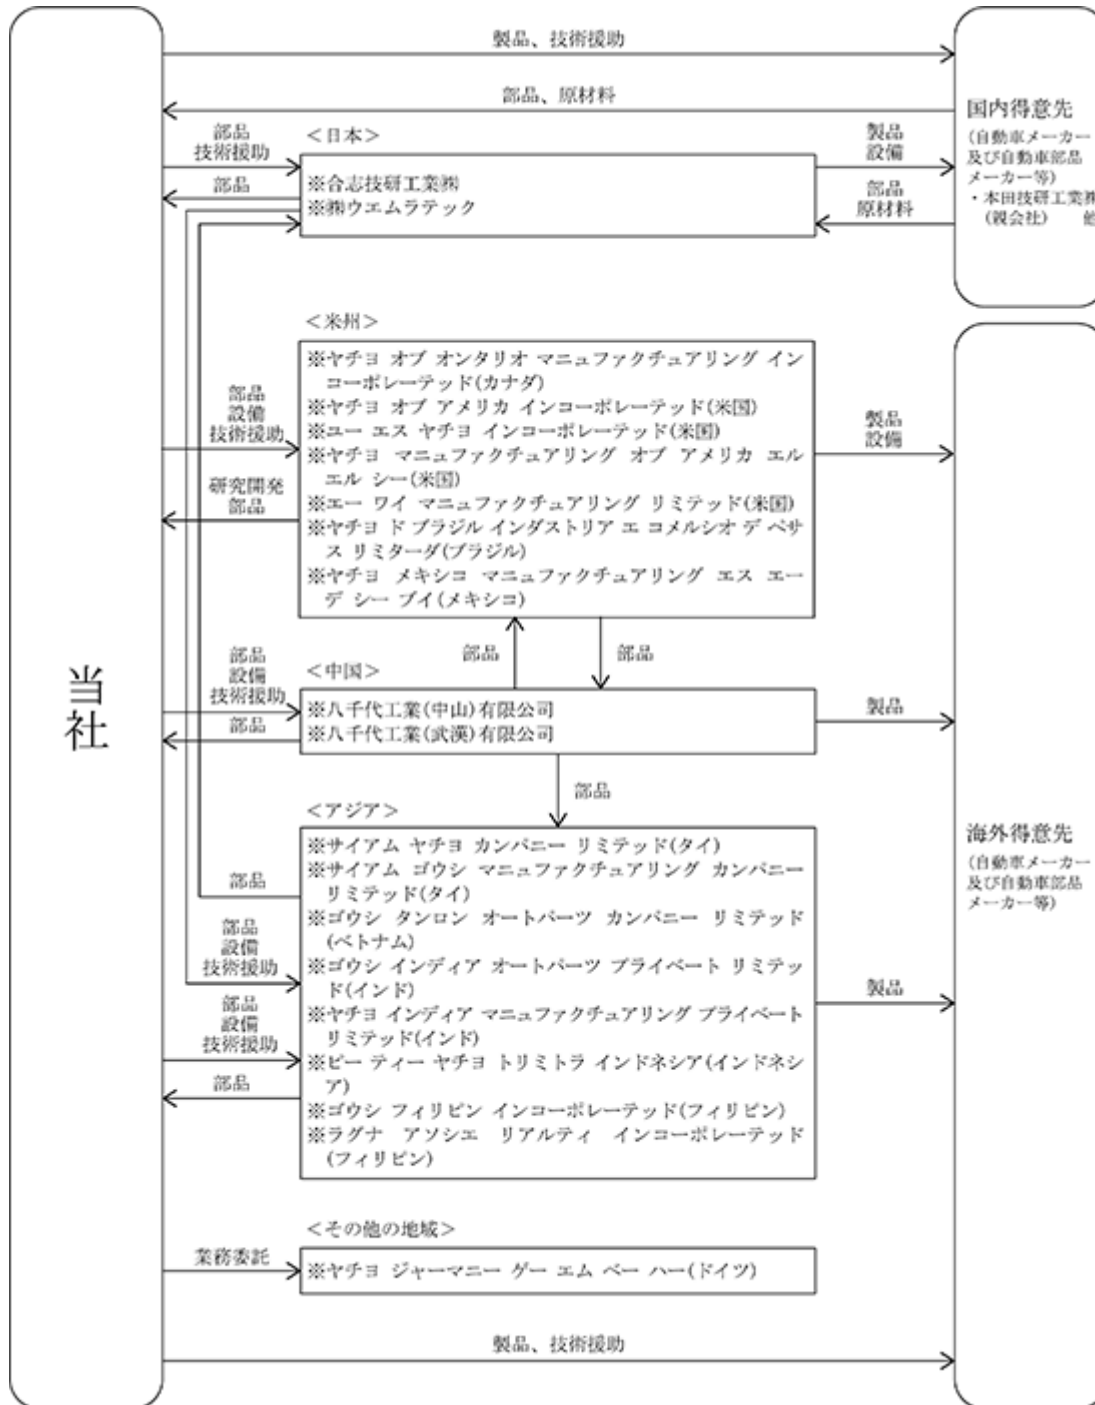 製品、技術援助
部品、原材料
国内得意先
(自動車メーカー
及び自動車部品
メーカー等)
・本田技研工業㈱
(親会社) 他
部品
技術援助
部品
<日本>
※合志技研工業㈱
※㈱ウエムラテック
製品
設備
部品
原材料
<米州>
※ヤチヨ オブ オンタリオ マニュファクチュアリング イン
コーポレーテッド(カナダ)
※ヤチヨ オブ アメリカ インコーポレーテッド(米国)
※ユー エス ヤチヨ インコーポレーテッド(米国)
※ヤチヨ マニュファクチュアリング オブ アメリカ エル
エル シー(米国)
※エー ワイ マニュファクチュアリング リミテッド(米国)
※ヤチヨ ド ブラジル インダストリア エ コメルシオ デ ペサ
ス リミターダ(ブラジル)
※ヤチヨ メキシコ マニュファクチュアリング エス エー
デ シー ブイ(メキシコ)
部品
設備
技術援助
研究開発
部品
製品
設備
部品
部品
当社
部品
設備
技術援助
部品
<中国>
※八千代工業(中山)有限公司
※八千代工業(武漢)有限公司
製品
部品
<アジア>
※サイアム ヤチヨ カンパニー リミテッド(タイ)
※サイアム ゴウシ マニュファクチュアリング カンパニー
リミテッド(タイ)
※ゴウシ タンロン オートパーツ カンパニー リミテッド
(ベトナム)
※ゴウシ インディア オートパーツ プライベート リミテッ
ド(インド)
※ヤチヨ インディア マニュファクチュアリング プライベート
リミテッド(インド)
※ピー ティー ヤチヨ トリミトラ インドネシア(インドネシ
ア)
※ゴウシ フィリピン インコーポレーテッド(フィリピン)
※ラグナ アソシエ リアルティ インコーポレーテッド
(フィリピン)
部品
部品
設備
技術援助
部品
設備
技術援助
部品
製品
海外得意先
(自動車メーカー
及び自動車部品
メーカー等)
<その他の地域>
業務委託
※ヤチヨ ジャーマニー ゲー エム ベー ハー(ドイツ)
製品、技術援助